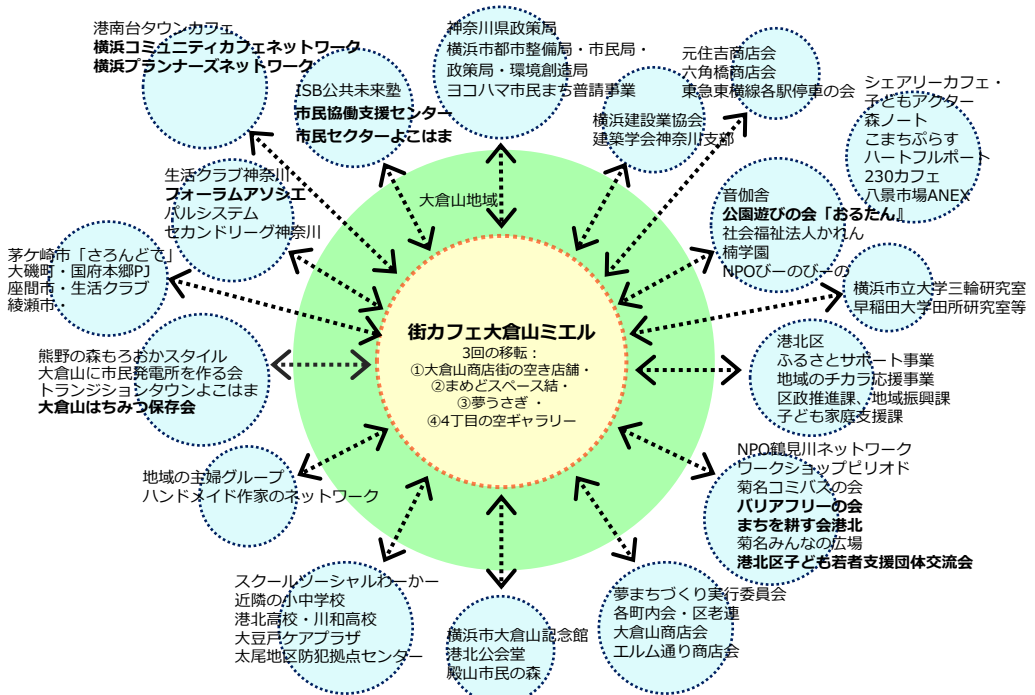 港南台タウンカフェ
横浜コミュニティカフェネットワーク
横浜プランナーズネットワーク
ISB公共未来塾
市民協働支援センター
市民セクターよこはま
神奈川県政策局
横浜市都市整備局・市民局・
政策局・環境創造局
ヨコハマ市民まち普請事業
横浜建設業協会
建築学会神奈川支部
元住吉商店会
六角橋商店会
東急東横線各駅停車の会
シェアリーカフェ・
子どもアクター
森ノート
こまちぷらす
ハートフルポート
230カフェ
八景市場ANEX
生活クラブ神奈川
フォーラムアソシエ
パルシステム
セカンドリーグ神奈川
大倉山地域
音伽舎
公園遊びの会「おるたん』
社会福祉法人かれん
楠学園
NPOびーのびーの
茅ケ崎市「さろんどて」
大磯町・国府本郷PJ
座間市・生活クラブ
綾瀬市・
横浜市立大学三輪研究室
早稲田大学田所研究室等
街カフェ大倉山ミエル
3回の移転：
①大倉山商店街の空き店舗・
②まめどスペース結・
③夢うさぎ ・
④4丁目の空ギャラリー
熊野の森もろおかスタイル
大倉山に市民発電所を作る会
トランジションタウンよこはま
大倉山はちみつ保存会
港北区
ふるさとサポート事業
地域のチカラ応援事業
区政推進課、地域振興課
子ども家庭支援課
地域の主婦グループ
ハンドメイド作家のネットワーク
NPO鶴見川ネットワーク
ワークショップピリオド
菊名コミバスの会
バリアフリーの会
まちを耕す会港北
菊名みんなの広場
港北区子ども若者支援団体交流会
スクールソーシャルわーかー
近隣の小中学校
港北高校・川和高校
大豆戸ケアプラザ
太尾地区防犯拠点センター
横浜市大倉山記念館
港北公会堂
殿山市民の森
夢まちづくり実行委員会
各町内会・区老連
大倉山商店会
エルム通り商店会